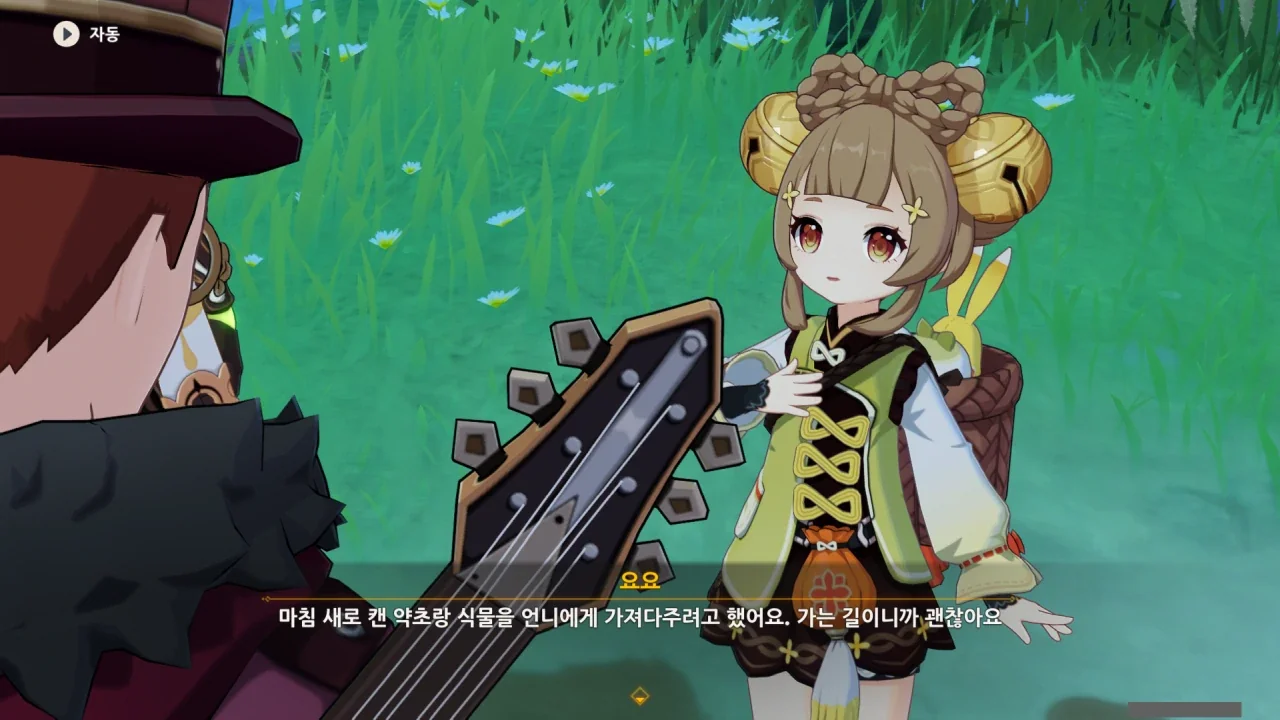 자동
요요
마침 새로 캔 약초랑 식물을 언니에게 가져다주려고 했어요. 가는 길이니까 괜찮아요